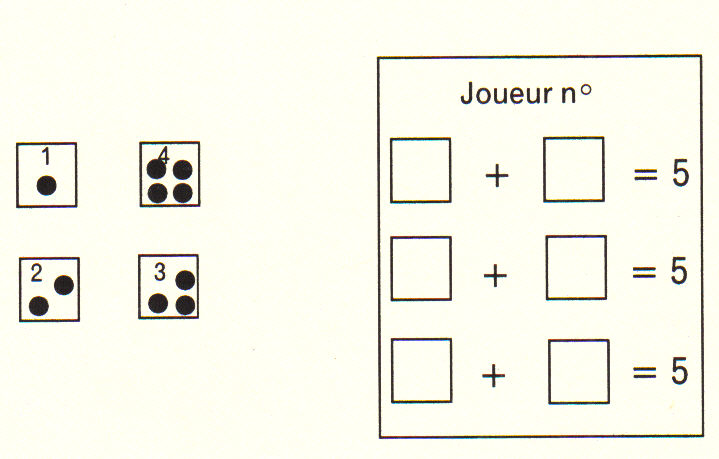 1 4
2 3
Joueur n°
+ = 5
+ = 5
+ = 5